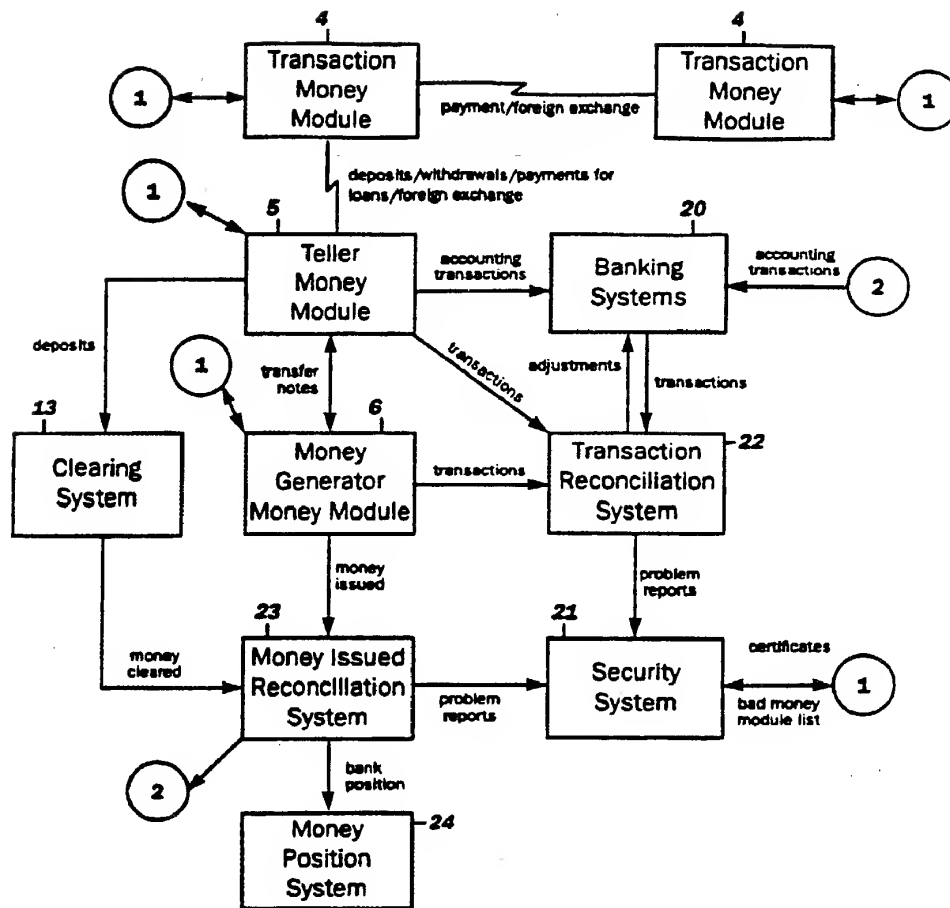 4
4
Transaction
Money
Module
Transaction
Money
Module
1
1
payment/foreign exchange
deposits/withdrawals/payments for
loans/foreign exchange
1
5
20
Teller
Money
Module
accounting
transactions
Banking
Systems
accounting
transactions
2
deposits
1
transfer
notes
transactions
adjustments
transactions
13
6
22
Clearing
System
Money
Generator
Money Module
transactions
Transaction
Reconciliation
System
money
issued
problem
reports
23
21
money
cleared
Money Issued
Reconciliation
System
problem
reports
Security
System
certificates
1
bad money
module list
2
bank
position
Money
Position
System
24